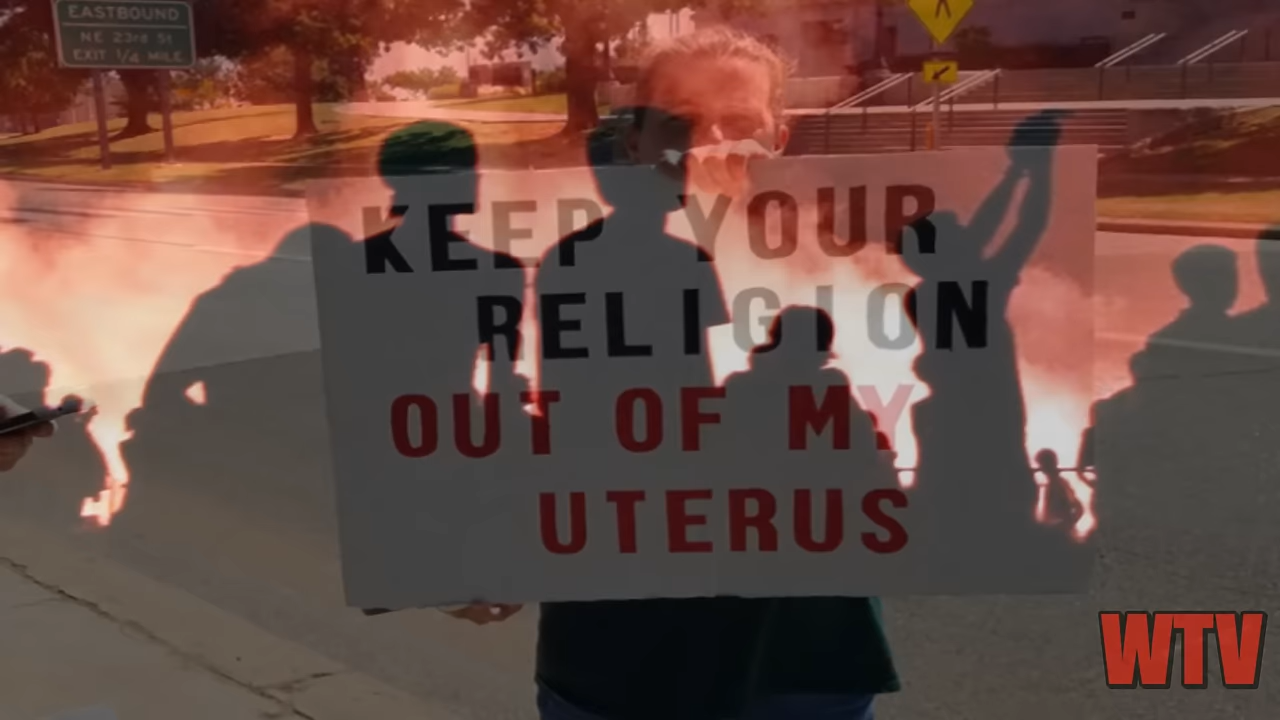 EASTBOUND
NE 23rd St
EXIT 1/4 MILE
KEEP YOUR
RELIGION
OUT OF MY
UTERUS
WTV